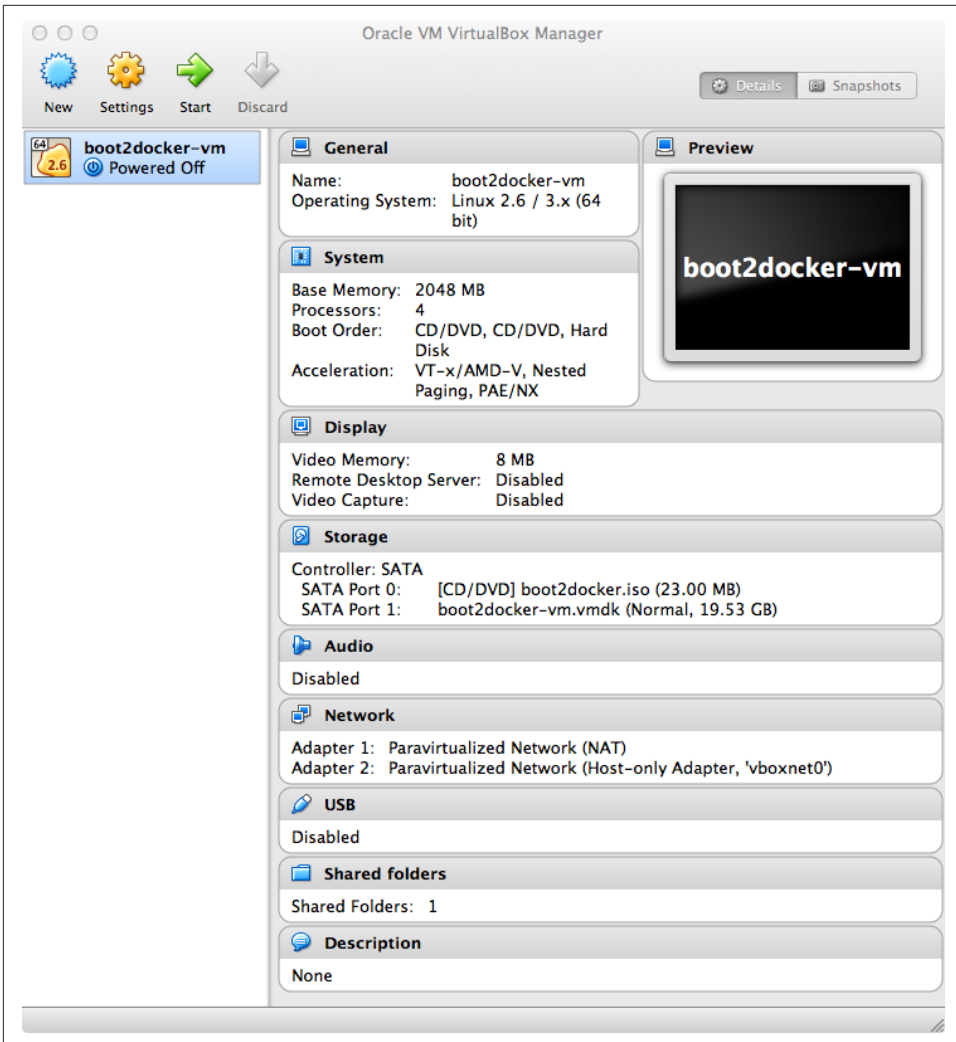 Oracle VM VirtualBox Manager
New
Settings
Start
Discard
Details
Snapshots
64
2.6
boot2docker-vm
Powered Off
General
Name: boot2docker-vm
Operating System: Linux 2.6 / 3.x (64
bit)
Preview
boot2docker-vm
System
Base Memory: 2048 MB
Processors: 4
Boot Order: CD/DVD, CD/DVD, Hard
Disk
Acceleration: VT-x/AMD-V, Nested
Paging, PAE/NX
Display
Video Memory: 8 MB
Remote Desktop Server: Disabled
Video Capture: Disabled
Storage
Controller: SATA
SATA Port 0: [CD/DVD] boot2docker.iso (23.00 MB)
SATA Port 1: boot2docker-vm.vmdk (Normal, 19.53 GB)
Audio
Disabled
Network
Adapter 1: Paravirtualized Network (NAT)
Adapter 2: Paravirtualized Network (Host-only Adapter, 'vboxnet0')
USB
Disabled
Shared folders
Shared Folders: 1
Description
None